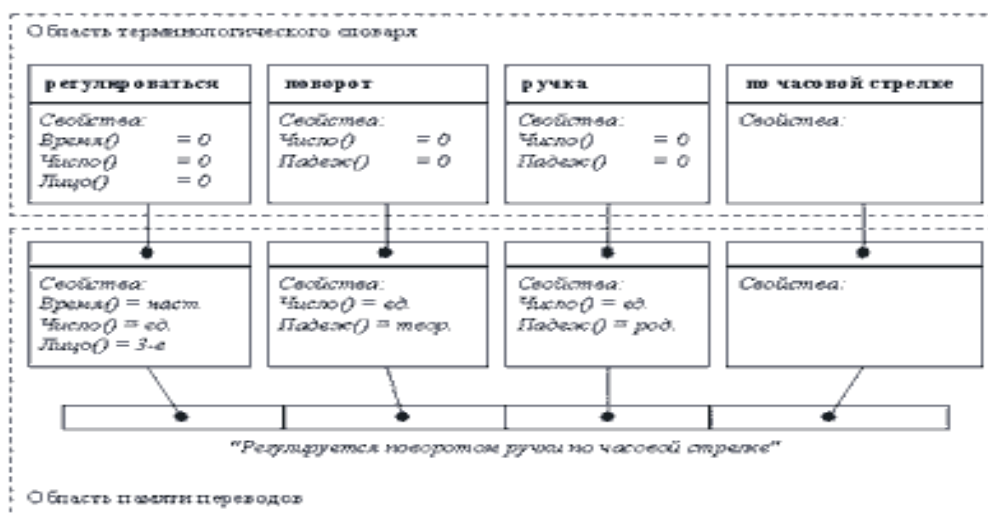 Область терминологического словаря
регулироваться
поворот
ручка
по часовой стрелке
Свойства:
Время() = 0
Число() = 0
Лицо() = 0
Свойства:
Число() = 0
Падеж() = 0
Свойства:
Число() = 0
Падеж() = 0
Свойства:
Свойства:
Время() = наст.
Число() = ед.
Лицо() = 3-е
Свойства:
Число() = ед.
Падеж() = твор.
Свойства:
Число() = ед.
Падеж() = род.
Свойства:
"Регулируется поворотом ручки по часовой стрелке"
Область памяти переводов